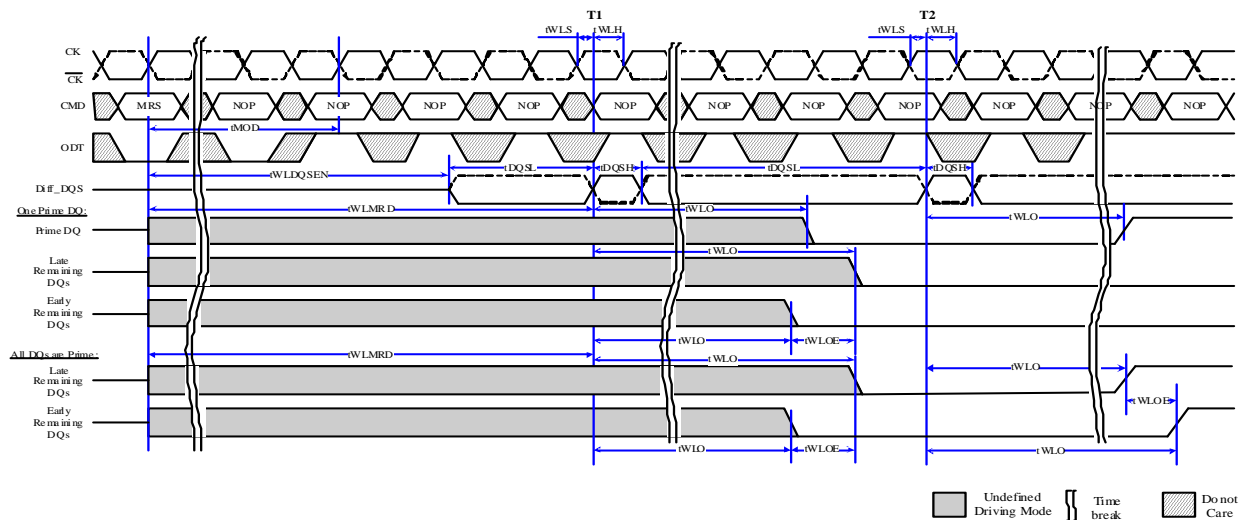 T1 T2
tWLS tWLH tWLS tWLH
CK
CK
CMD MRS NOP NOP NOP NOP NOP NOP NOP NOP NOP NOP NOP
tMOD
ODT
tWLDQSEN tDQSL tDQSH tDQSL tDQSH
Diff_DQS
tWLMRD tWLO
One Prime DQ:
tWLO
Prime DQ
tWLO
Late
Remaining
DQs
Early
Remaining
DQs
tWLO tWLOE
All DQs are Prime:
tWLMRD tWLO
tWLO
Late
Remaining
DQs
tWLOE
Early
Remaining
DQs
tWLO tWLOE tWLO
Undefined
Driving Mode
Time
break
Do not
Care